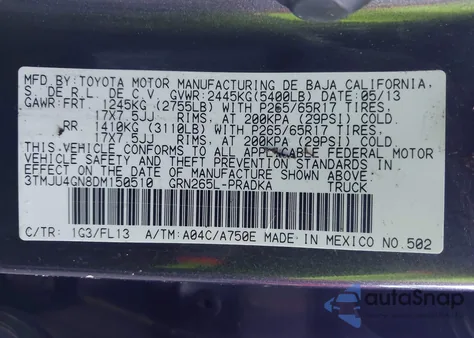 MFD.BY:TOYOTA MOTOR MANUFACTURING DE BAJA CALIFORNIA,
S. DE R.L. DE C.V. GVWR:2445KG(5400LB)DATE:05/13
GAWR:FRT. 1245KG(2755LB) WITH P265/65R17 TIRES,
17X7.5JJ RIMS, AT 200KPA (29PSI) COLD.
RR 1410KG(3110LB) WITH P265/65R17 TIRES,
17X7.5JJ RIMS, AT 200KPA (29PSI) COLD.
THIS VEHICLE CONFORMS TO ALL APPLICABLE FEDERAL MOTOR
VEHICLE SAFETY AND THEFT PREVENTION STANDARDS IN
EFFECT ON THE DATE OF MANUFACTURE SHOWN ABOVE.
3TMJU4GN8DM150510 GRN265L-PRADKA TRUCK
C/TR: 1G3/FL13 A/TM:A04C/A750E MADE IN MEXICO NO.502
autoSnap